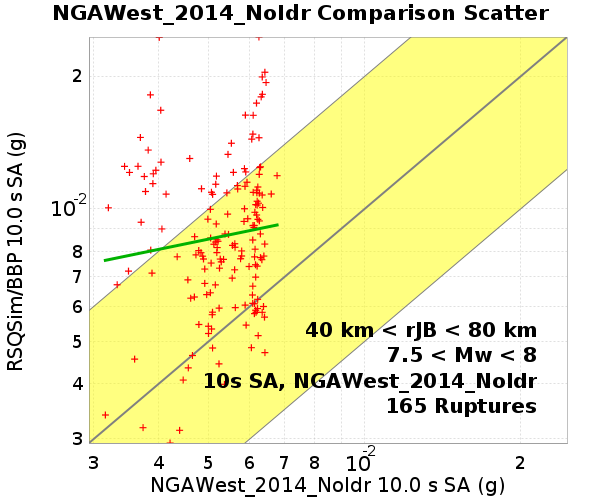 NGAWest_2014_NoIdr Comparison Scatter
RSQSim/BBP 10.0 s SA (g)
2
10-2
8
7
6
5
4
3
40 km < rJB < 80 km
7.5 < Mw < 8
10s SA, NGAWest_2014_NoIdr
165 Ruptures
3 4 5 6 7 8 10-2 2
NGAWest_2014_NoIdr 10.0 s SA (g)